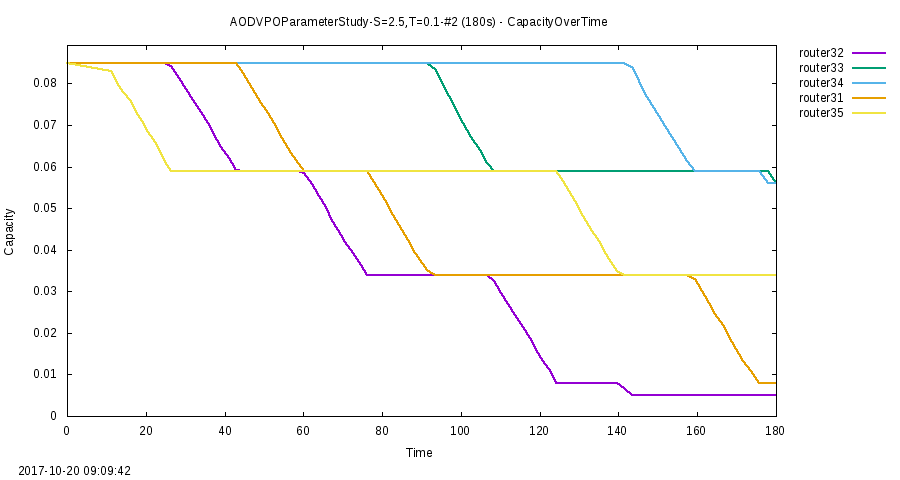 AODVPOParameterStudy-S=2.5,T=0.1-#2 (180s) - CapacityOverTime
router32
router33
router34
router31
router35
0.08
0.07
0.06
0.05
0.04
0.03
0.02
0.01
0
Capacity
0 20 40 60 80 100 120 140 160 180
Time
2017-10-20 09:09:42